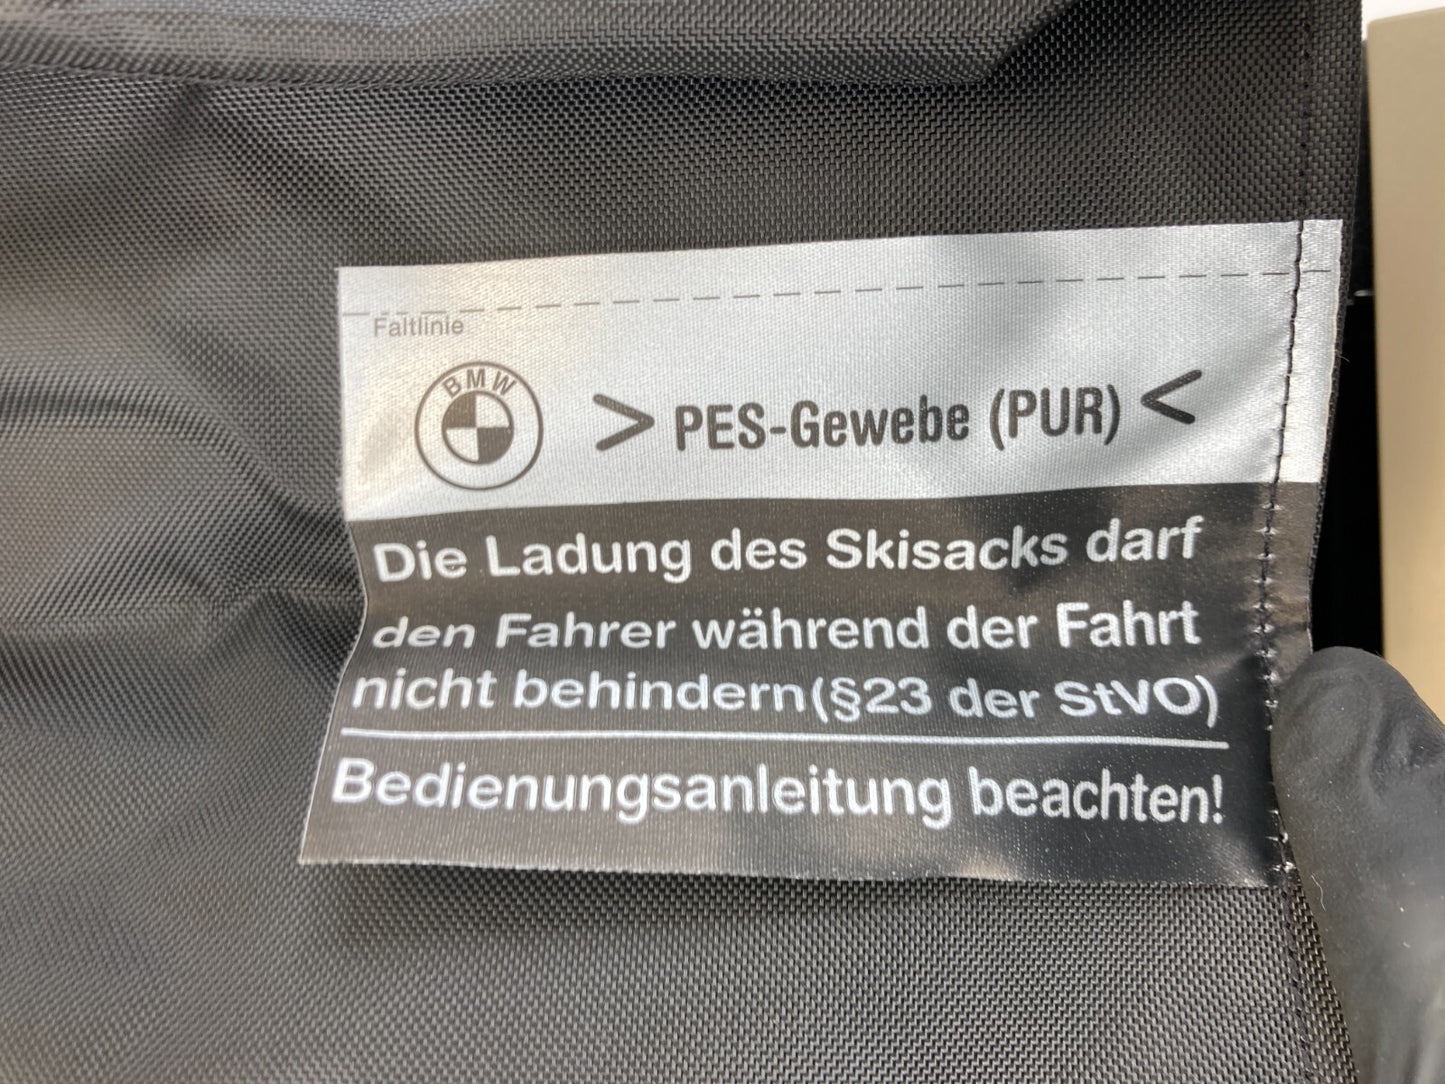 Faltlinie
BMW
> PES-Gewebe (PUR) <
Die Ladung des Skisacks darf
den Fahrer während der Fahrt
nicht behindern(§23 der StVO)
Bedienungsanleitung beachten!